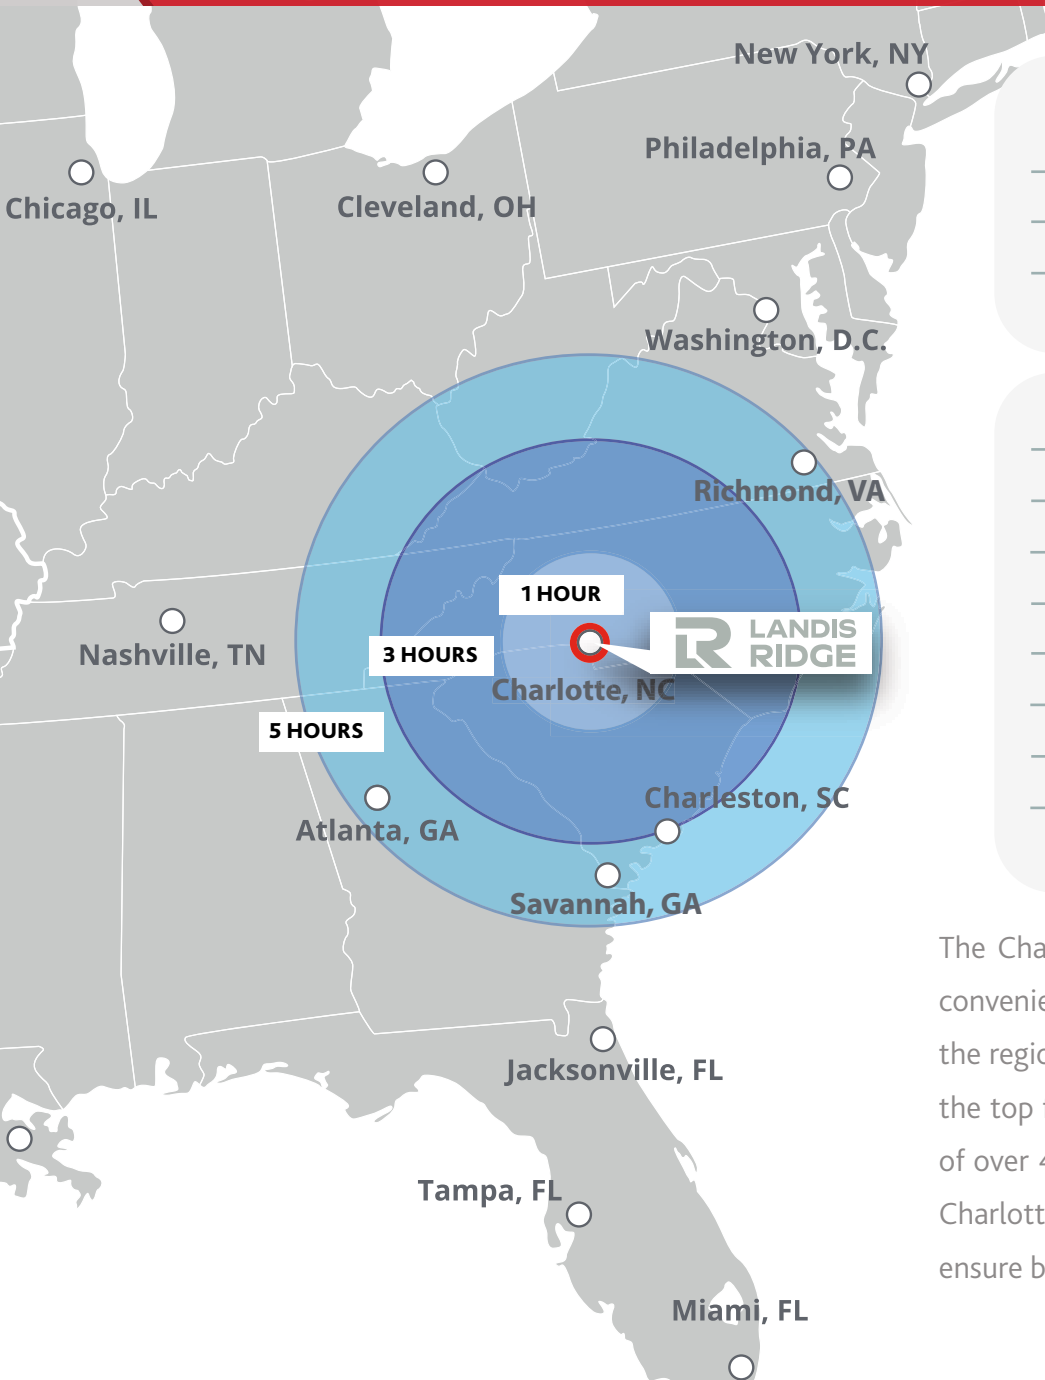 New York, NY
Philadelphia, PA
Chicago, IL
Cleveland, OH
Washington, D.C.
Richmond, VA
1 HOUR
LANDIS
RIDGE
3 HOURS
Nashville, TN
Charlotte, NC
5 HOURS
Charleston, SC
Atlanta, GA
Savannah, GA
The Cha
convenie
the regio
the top
of over 4
Charlott
ensure b
Jacksonville, FL
Tampa, FL
Miami, FL